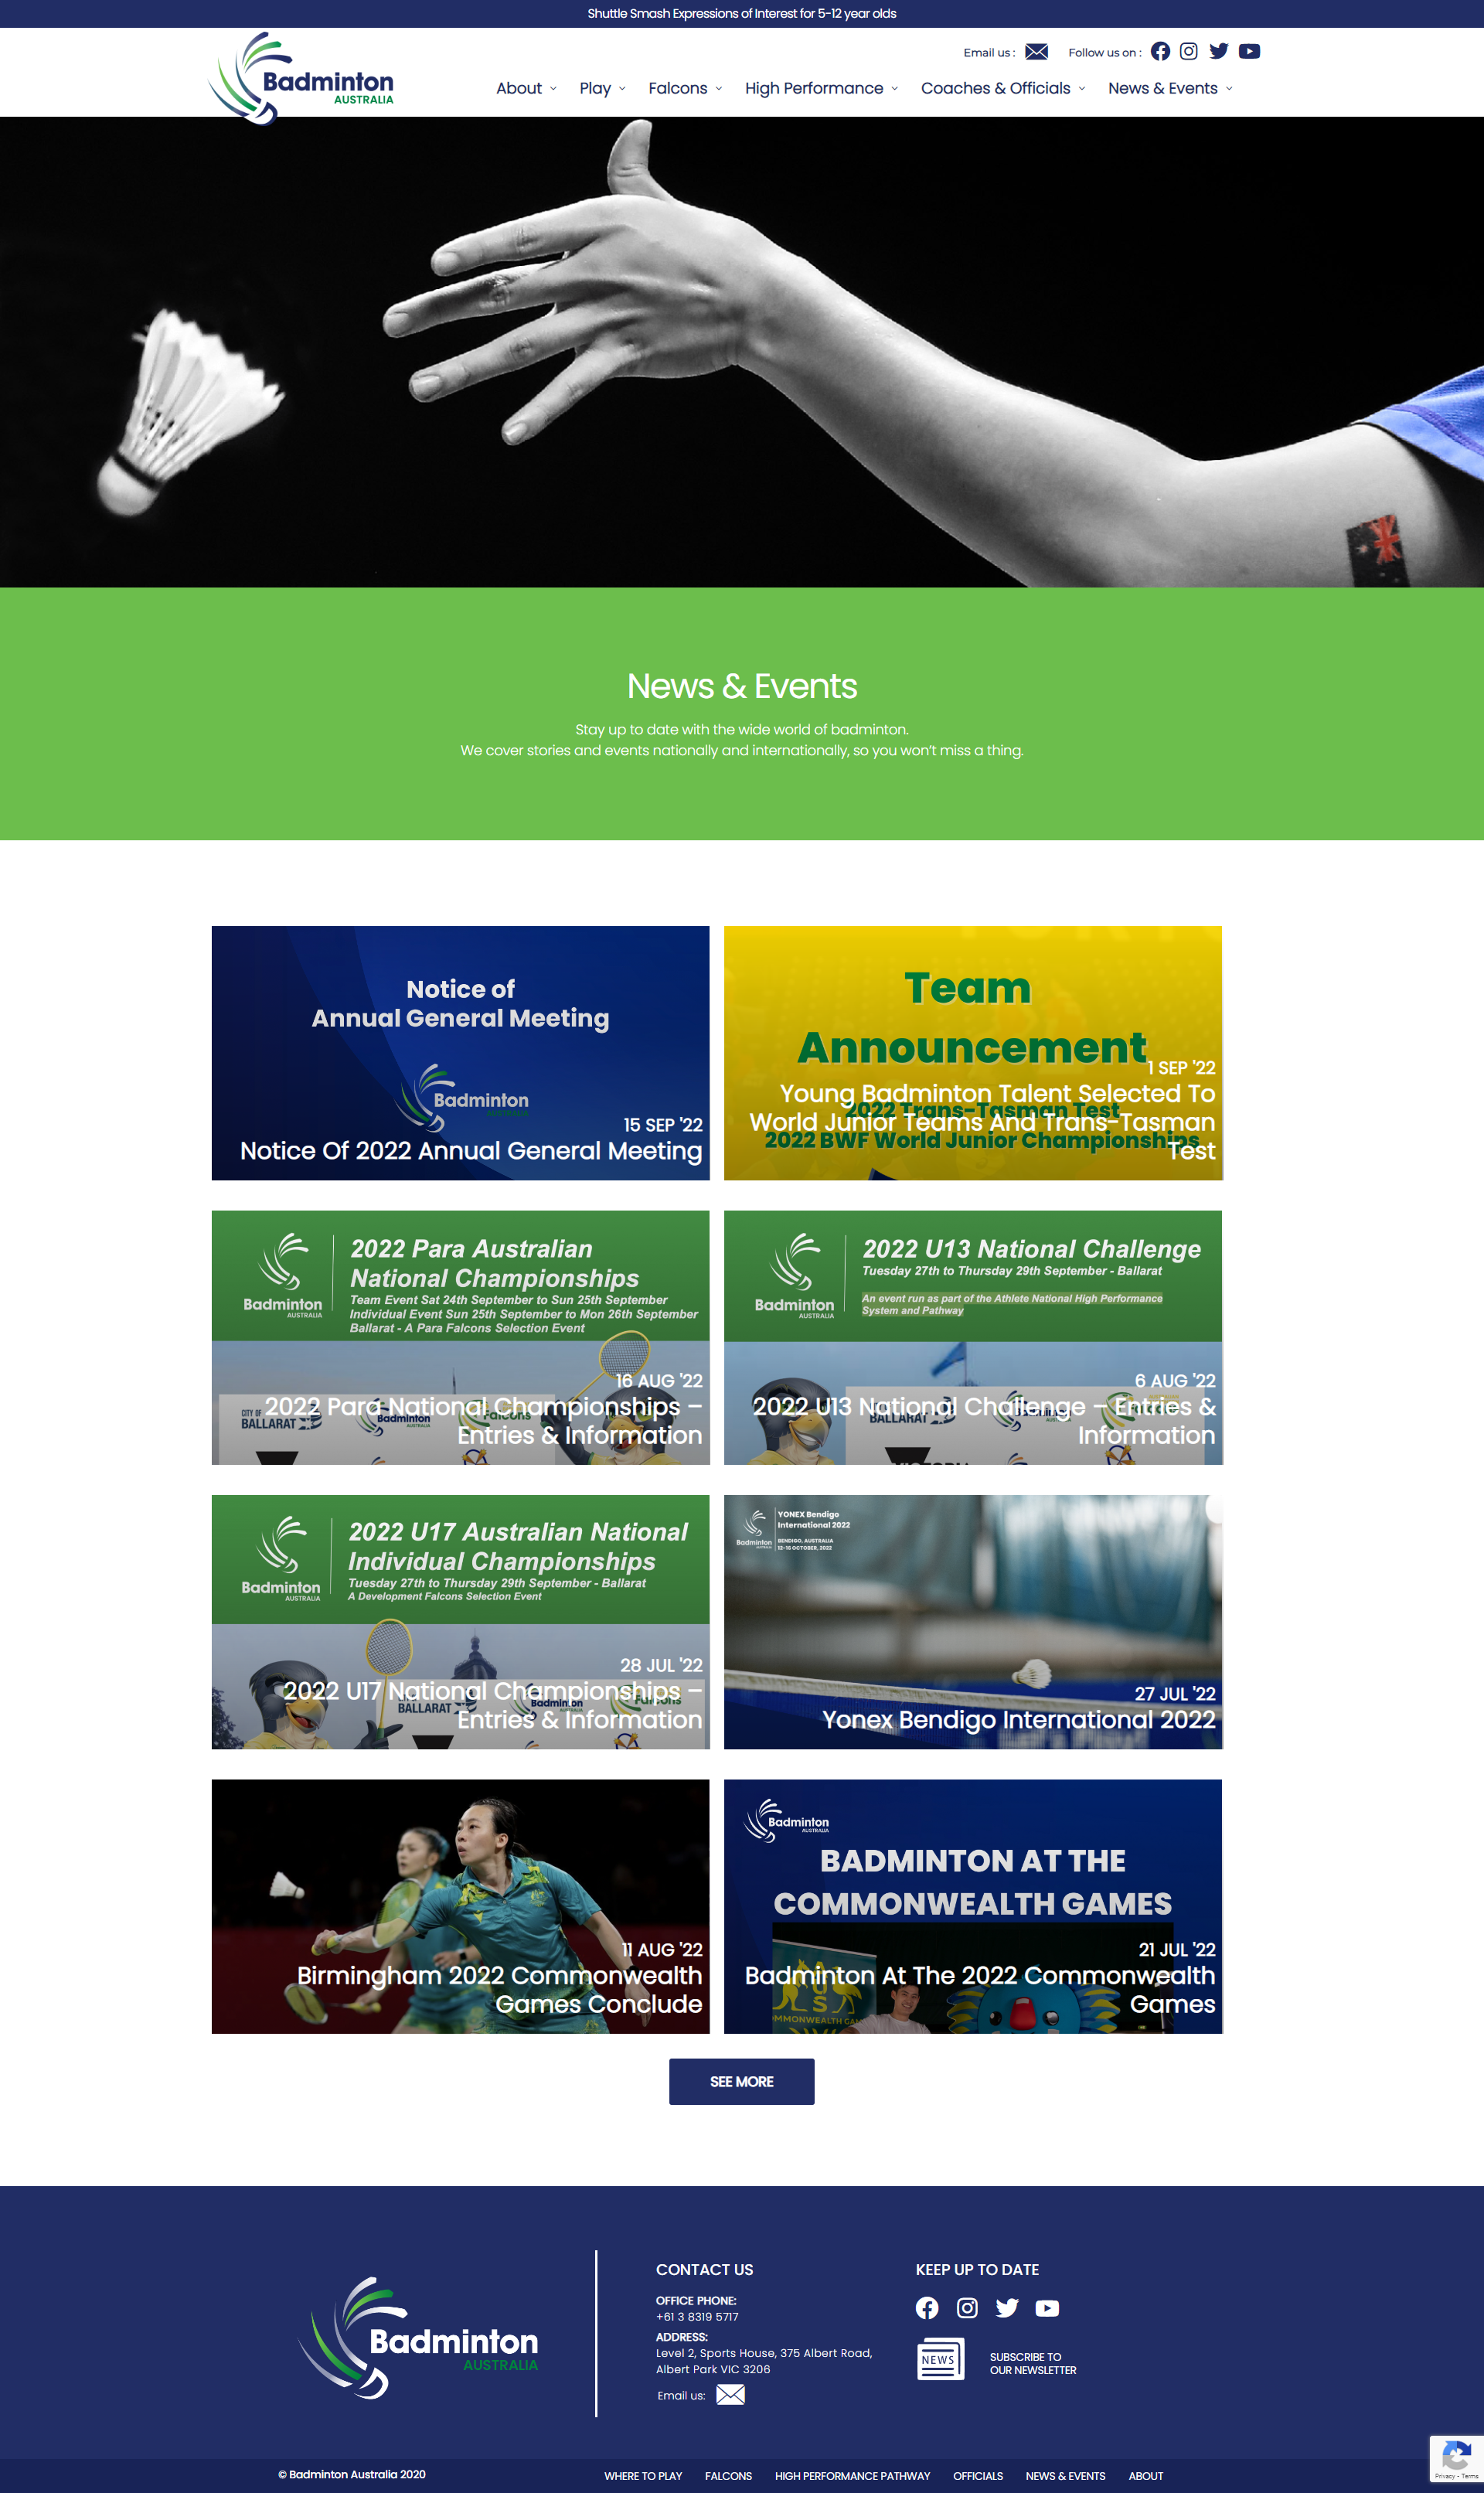 Shuttle Smash Expressions of Interest for 5-12 year olds
Email us :
Follow us on :
Badminton
AUSTRALIA
About
Play
Falcons
High Performance
Coaches & Officials
News & Events
News & Events
Stay up to date with the wide world of badminton.
We cover stories and events nationally and internationally, so you won’t miss a thing.
Notice of
Annual General Meeting
Badminton
AUSTRALIA
15 SEP '22
Notice Of 2022 Annual General Meeting
Team
Announcement
2022 Trans-Tasman Test
2022 BWF World Junior Championships
1 SEP '22
Young Badminton Talent Selected To
World Junior Teams And Trans-Tasman
Test
Badminton
AUSTRALIA
2022 Para Australian
National Championships
Team Event Sat 24th September to Sun 25th September
Individual Event Sun 25th September to Mon 26th September
Ballarat - A Para Falcons Selection Event
CITY OF
BALLARAT
Badminton
Falcons
16 AUG '22
2022 Para National Championships –
Entries & Information
Badminton
AUSTRALIA
2022 U13 National Challenge
Tuesday 27th to Thursday 29th September - Ballarat
An event run as part of the Athlete National High Performance
System and Pathway
BALLARAT
6 AUG '22
2022 U13 National Challenge – Entries &
Information
Badminton
AUSTRALIA
2022 U17 Australian National
Individual Championships
Tuesday 27th to Thursday 29th September - Ballarat
A Development Falcons Selection Event
BALLARAT
Badminton
Falcons
28 JUL '22
2022 U17 National Championships –
Entries & Information
Badminton
AUSTRALIA
YONEX Bendigo
International 2022
BENDIGO, AUSTRALIA
12-16 OCTOBER, 2022
27 JUL '22
Yonex Bendigo International 2022
11 AUG '22
Birmingham 2022 Commonwealth
Games Conclude
Badminton
AUSTRALIA
BADMINTON AT THE
COMMONWEALTH GAMES
21 JUL '22
Badminton At The 2022 Commonwealth
Games
SEE MORE
Badminton
AUSTRALIA
CONTACT US
OFFICE PHONE:
+61 3 8319 5717
ADDRESS:
Level 2, Sports House, 375 Albert Road,
Albert Park VIC 3206
Email us:
KEEP UP TO DATE
NEWS
SUBSCRIBE TO
OUR NEWSLETTER
© Badminton Australia 2020
WHERE TO PLAY
FALCONS
HIGH PERFORMANCE PATHWAY
OFFICIALS
NEWS & EVENTS
ABOUT
Privacy - Terms